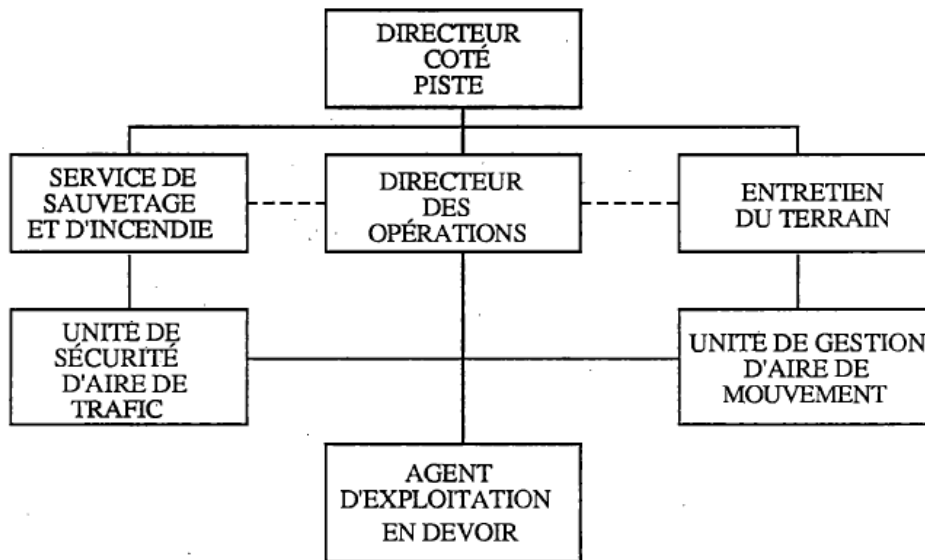 DIRECTEUR
COTÉ
PISTE
SERVICE DE
SAUVETAGE
ET D'INCENDIE
DIRECTEUR
DES
OPÉRATIONS
ENTRETIEN
DU TERRAIN
UNITÉ DE
SÉCURITÉ
D'AIRE DE
TRAFIC
UNITÉ DE GESTION
D'AIRE DE
MOUVEMENT
AGENT
D'EXPLOITATION
EN DEVOIR